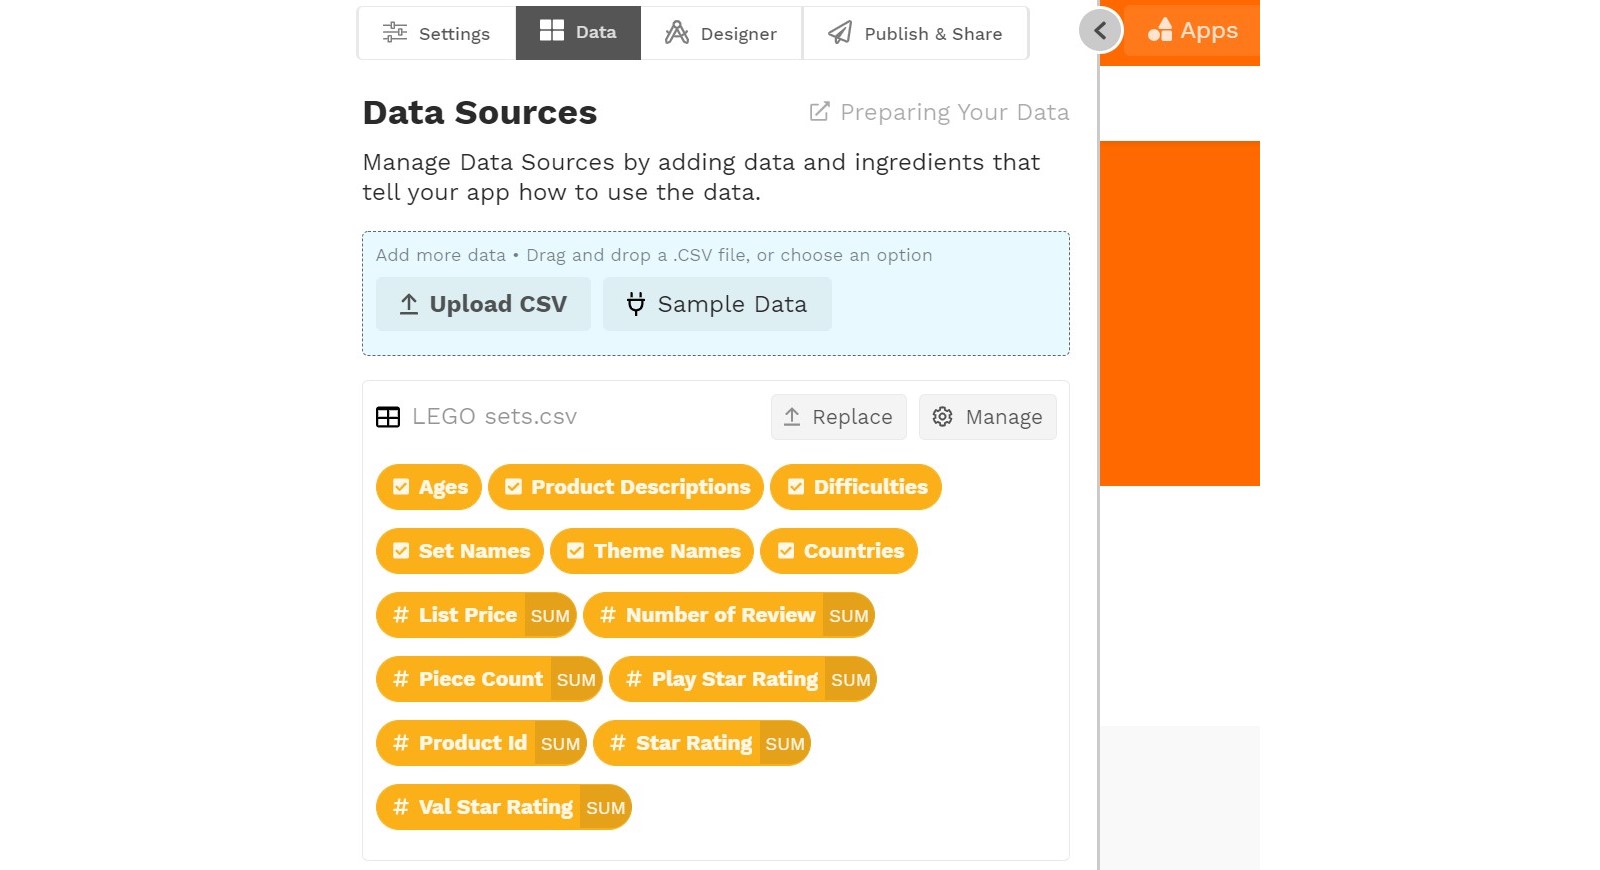 Settings Data Designer Publish & Share Apps
Data Sources Preparing Your Data
Manage Data Sources by adding data and ingredients that
tell your app how to use the data.
Add more data • Drag and drop a .CSV file, or choose an option
Upload CSV Sample Data
LEGO sets.csv Replace Manage
Ages Product Descriptions Difficulties
Set Names Theme Names Countries
# List Price SUM # Number of Review SUM
# Piece Count SUM # Play Star Rating SUM
# Product Id SUM # Star Rating SUM
# Val Star Rating SUM